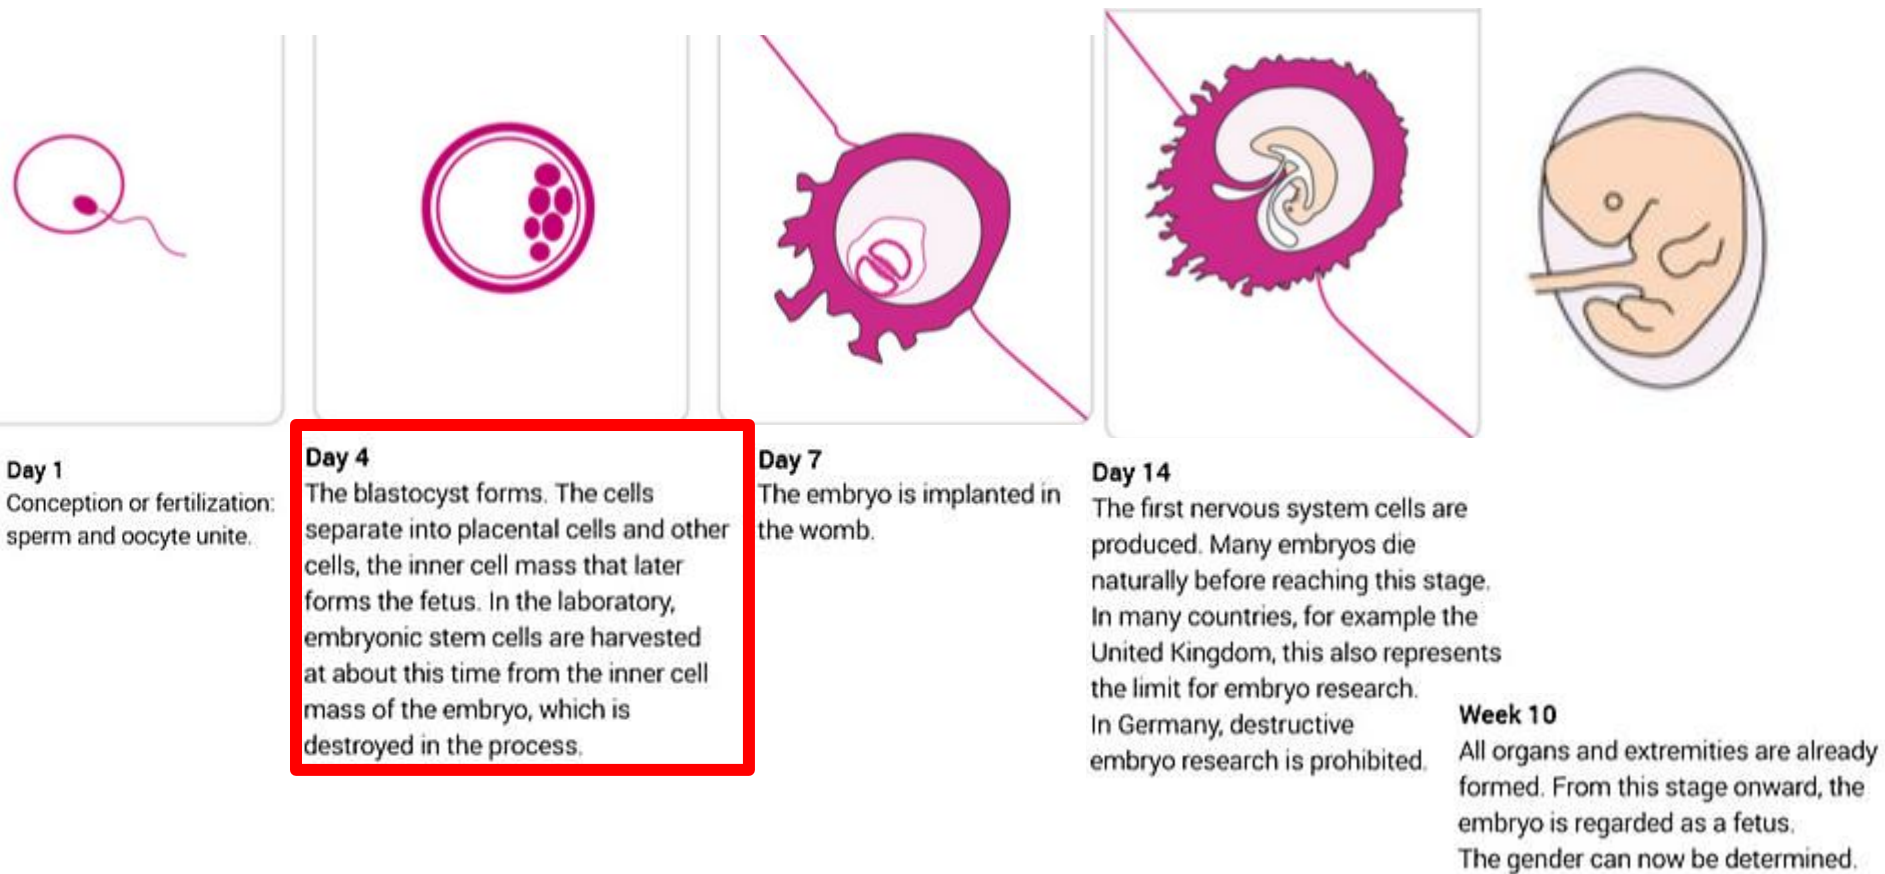 Day 1
Conception or fertilization:
sperm and oocyte unite.
Day 4
The blastocyst forms. The cells
separate into placental cells and other
cells, the inner cell mass that later
forms the fetus. In the laboratory,
embryonic stem cells are harvested
at about this time from the inner cell
mass of the embryo, which is
destroyed in the process.
Day 7
The embryo is implanted in
the womb.
Day 14
The first nervous system cells are
produced. Many embryos die
naturally before reaching this stage.
In many countries, for example the
United Kingdom, this also represents
the limit for embryo research.
In Germany, destructive
embryo research is prohibited.
Week 10
All organs and extremities are already
formed. From this stage onward, the
embryo is regarded as a fetus.
The gender can now be determined.